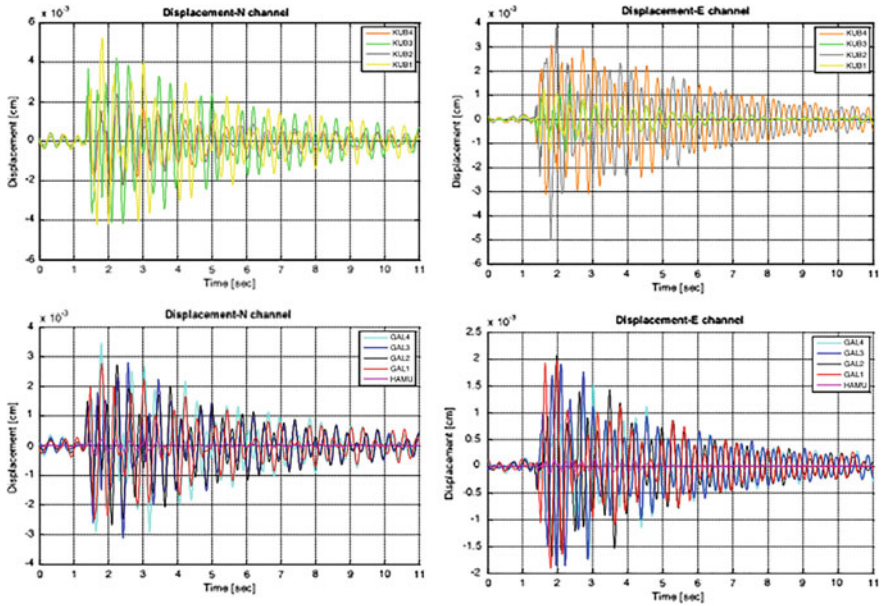 Displacement-N channel
x 10⁻³
6
4
2
0
-2
-4
-6
Displacement [cm]
KUB4
KUB3
KUB2
KUB1
0 1 2 3 4 5 6 7 8 9 10 11
Time [sec]
Displacement-E channel
x 10⁻³
4
3
2
1
0
-1
-2
-3
-4
-5
-6
Displacement [cm]
KUB4
KUB3
KUB2
KUB1
0 1 2 3 4 5 6 7 8 9 10 11
Time [sec]
Displacement-N channel
x 10⁻³
4
3
2
1
0
-1
-2
-3
-4
Displacement [cm]
GAL4
GAL3
GAL2
GAL1
HAMU
0 1 2 3 4 5 6 7 8 9 10 11
Time [sec]
Displacement-E channel
x 10⁻³
2.5
2
1.5
1
0.5
0
-0.5
-1
-1.5
-2
Displacement [cm]
GAL4
GAL3
GAL2
GAL1
HAMU
0 1 2 3 4 5 6 7 8 9 10 11
Time [sec]